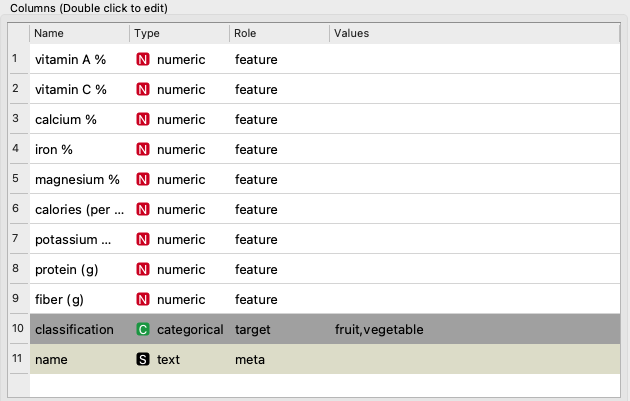 Columns (Double click to edit)
Name Type Role Values
1 vitamin A % N numeric feature
2 vitamin C % N numeric feature
3 calcium % N numeric feature
4 iron % N numeric feature
5 magnesium % N numeric feature
6 calories (per ... N numeric feature
7 potassium ... N numeric feature
8 protein (g) N numeric feature
9 fiber (g) N numeric feature
10 classification C categorical target fruit,vegetable
11 name S text meta